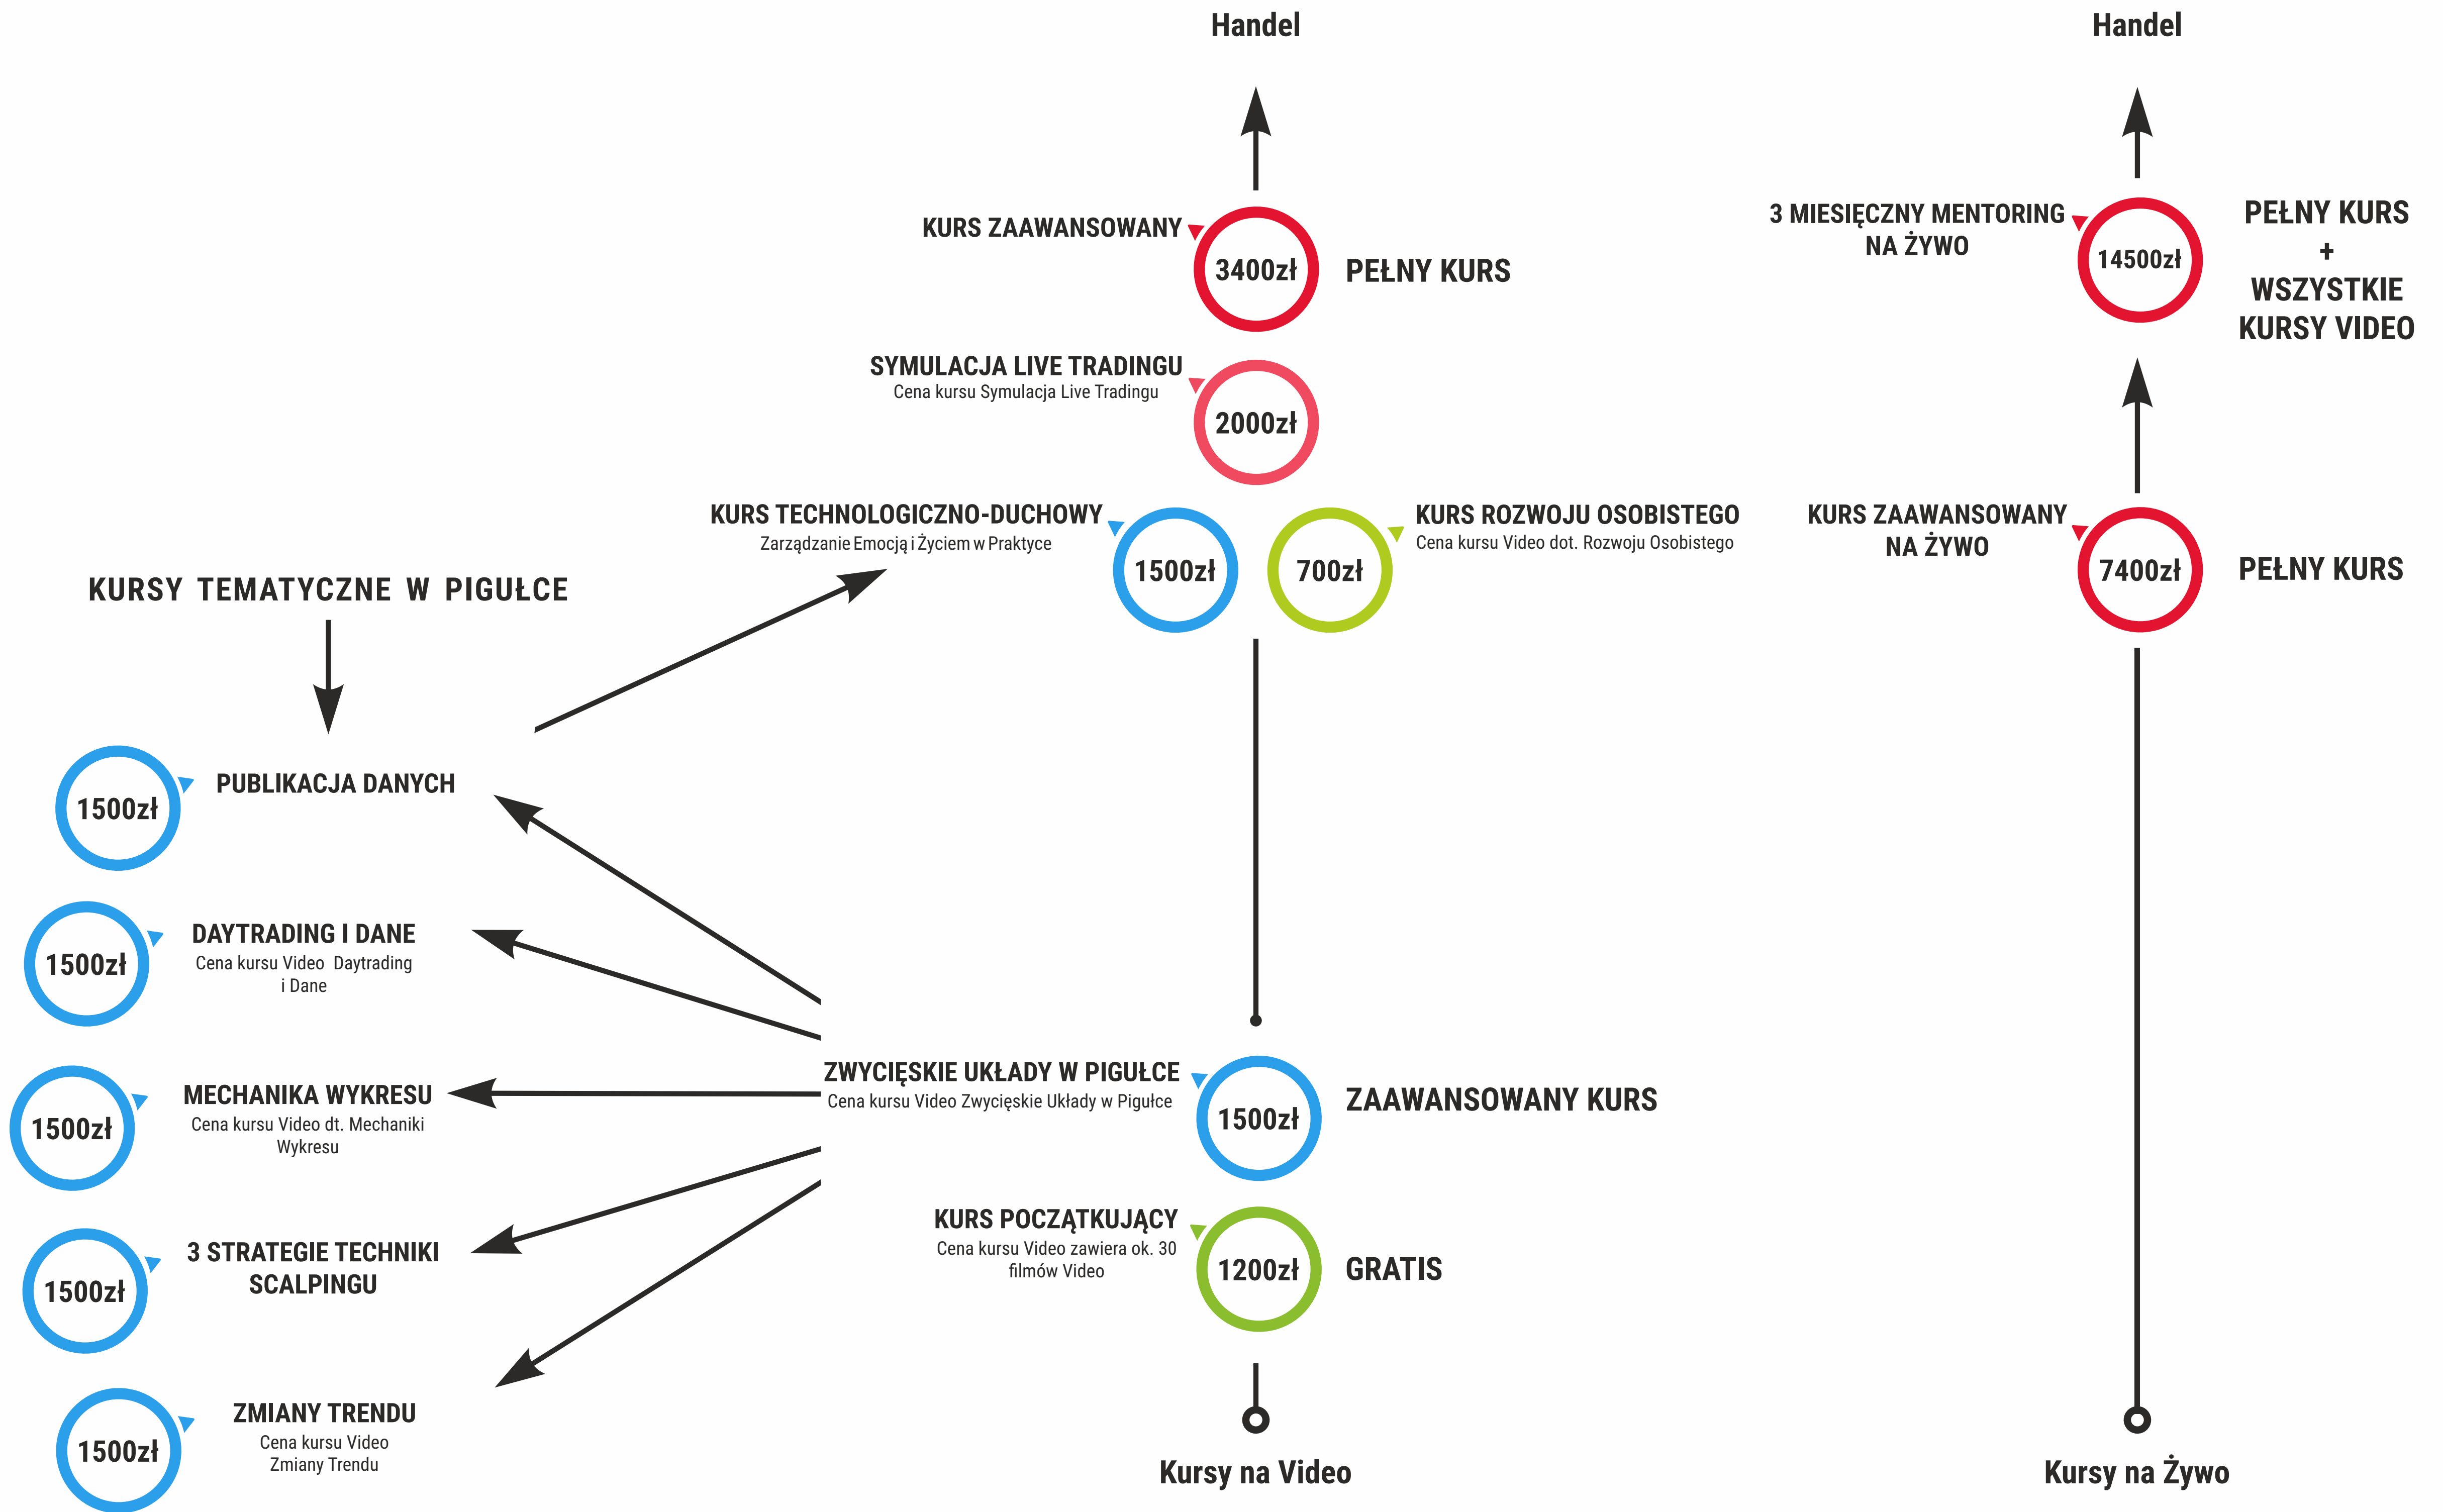 Handel
KURS ZAAWANSOWANY
3400zł
PEŁNY KURS
SYMULACJA LIVE TRADINGU
Cena kursu Symulacja Live Tradingu
2000zł
KURS TECHNOLOGICZNO-DUCHOWY
Zarządzanie Emocją i Życiem w Praktyce
1500zł
700zł
KURS ROZWOJU OSOBISTEGO
Cena kursu Video dot. Rozwoju Osobistego
KURSY TEMATYCZNE W PIGUŁCE
1500zł
PUBLIKACJA DANYCH
1500zł
DAYTRADING I DANE
Cena kursu Video Daytrading
i Dane
1500zł
MECHANIKA WYKRESU
Cena kursu Video dt. Mechaniki
Wykresu
1500zł
3 STRATEGIE TECHNIKI
SCALPINGU
1500zł
ZMIANY TRENDU
Cena kursu Video
Zmiany Trendu
ZWYCIĘSKIE UKŁADY W PIGUŁCE
Cena kursu Video Zwycięskie Układy w Pigułce
1500zł
ZAAWANSOWANY KURS
KURS POCZĄTKUJĄCY
Cena kursu Video zawiera ok. 30
filmów Video
1200zł
GRATIS
Kursy na Video
Handel
3 MIESIĘCZNY MENTORING
NA ŻYWO
14500zł
PEŁNY KURS
+
WSZYSTKIE
KURSY VIDEO
KURS ZAAWANSOWANY
NA ŻYWO
7400zł
PEŁNY KURS
Kursy na Żywo